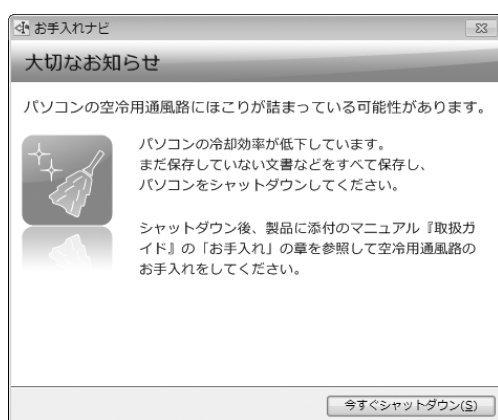 お手入れナビ
大切なお知らせ
パソコンの空冷用通風路にほこりが詰まっている可能性があります。
パソコンの冷却効率が低下しています。
まだ保存していない文書などをすべて保存し、
パソコンをシャットダウンしてください。
シャットダウン後、製品に添付のマニュアル『取扱ガ
イド』の「お手入れ」の章を参照して空冷用通風路の
お手入れをしてください。
今すぐシャットダウン(S)